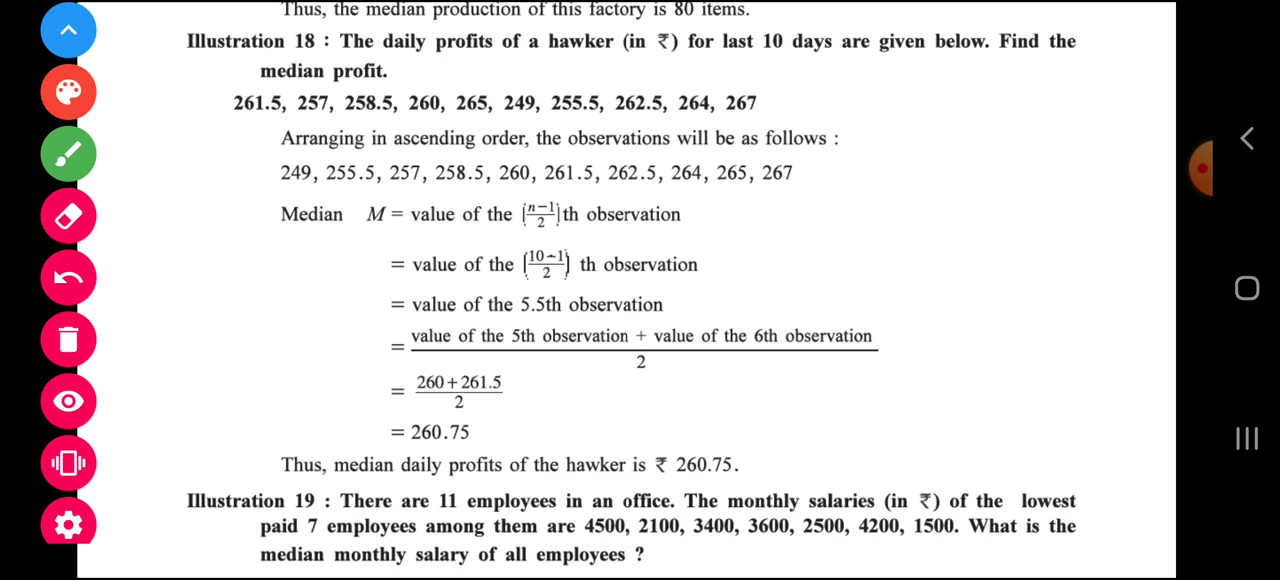 Thus, the median production of this factory is 80 items.
Illustration 18 : The daily profits of a hawker (in ₹) for last 10 days are given below. Find the
median profit.
261.5, 257, 258.5, 260, 265, 249, 255.5, 262.5, 264, 267
Arranging in ascending order, the observations will be as follows :
249, 255.5, 257, 258.5, 260, 261.5, 262.5, 264, 265, 267
Median M = value of the (n−1/2)th observation
= value of the (10−1/2) th observation
= value of the 5.5th observation
= value of the 5th observation + value of the 6th observation
2
= 260+261.5
2
= 260.75
Thus, median daily profits of the hawker is ₹ 260.75.
Illustration 19 : There are 11 employees in an office. The monthly salaries (in ₹) of the lowest
paid 7 employees among them are 4500, 2100, 3400, 3600, 2500, 4200, 1500. What is the
median monthly salary of all employees ?